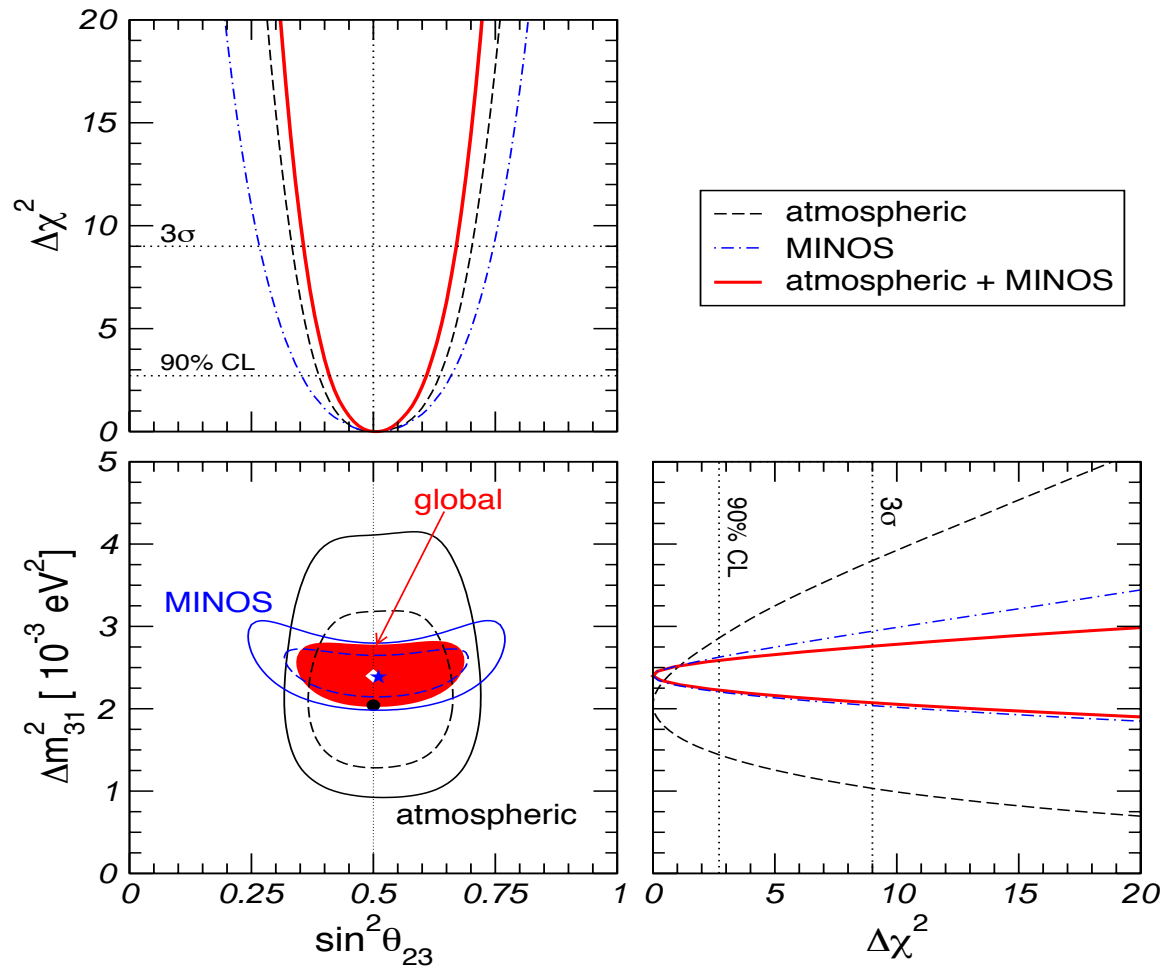 20
15
10
5
0
Δχ²
3σ
90% CL
atmospheric
MINOS
atmospheric + MINOS
5
4
3
2
1
0
Δm²₃₁ [ 10⁻³ eV² ]
global
MINOS
atmospheric
0 0.25 0.5 0.75 1
sin²θ₂₃
90% CL
3σ
0 5 10 15 20
Δχ²